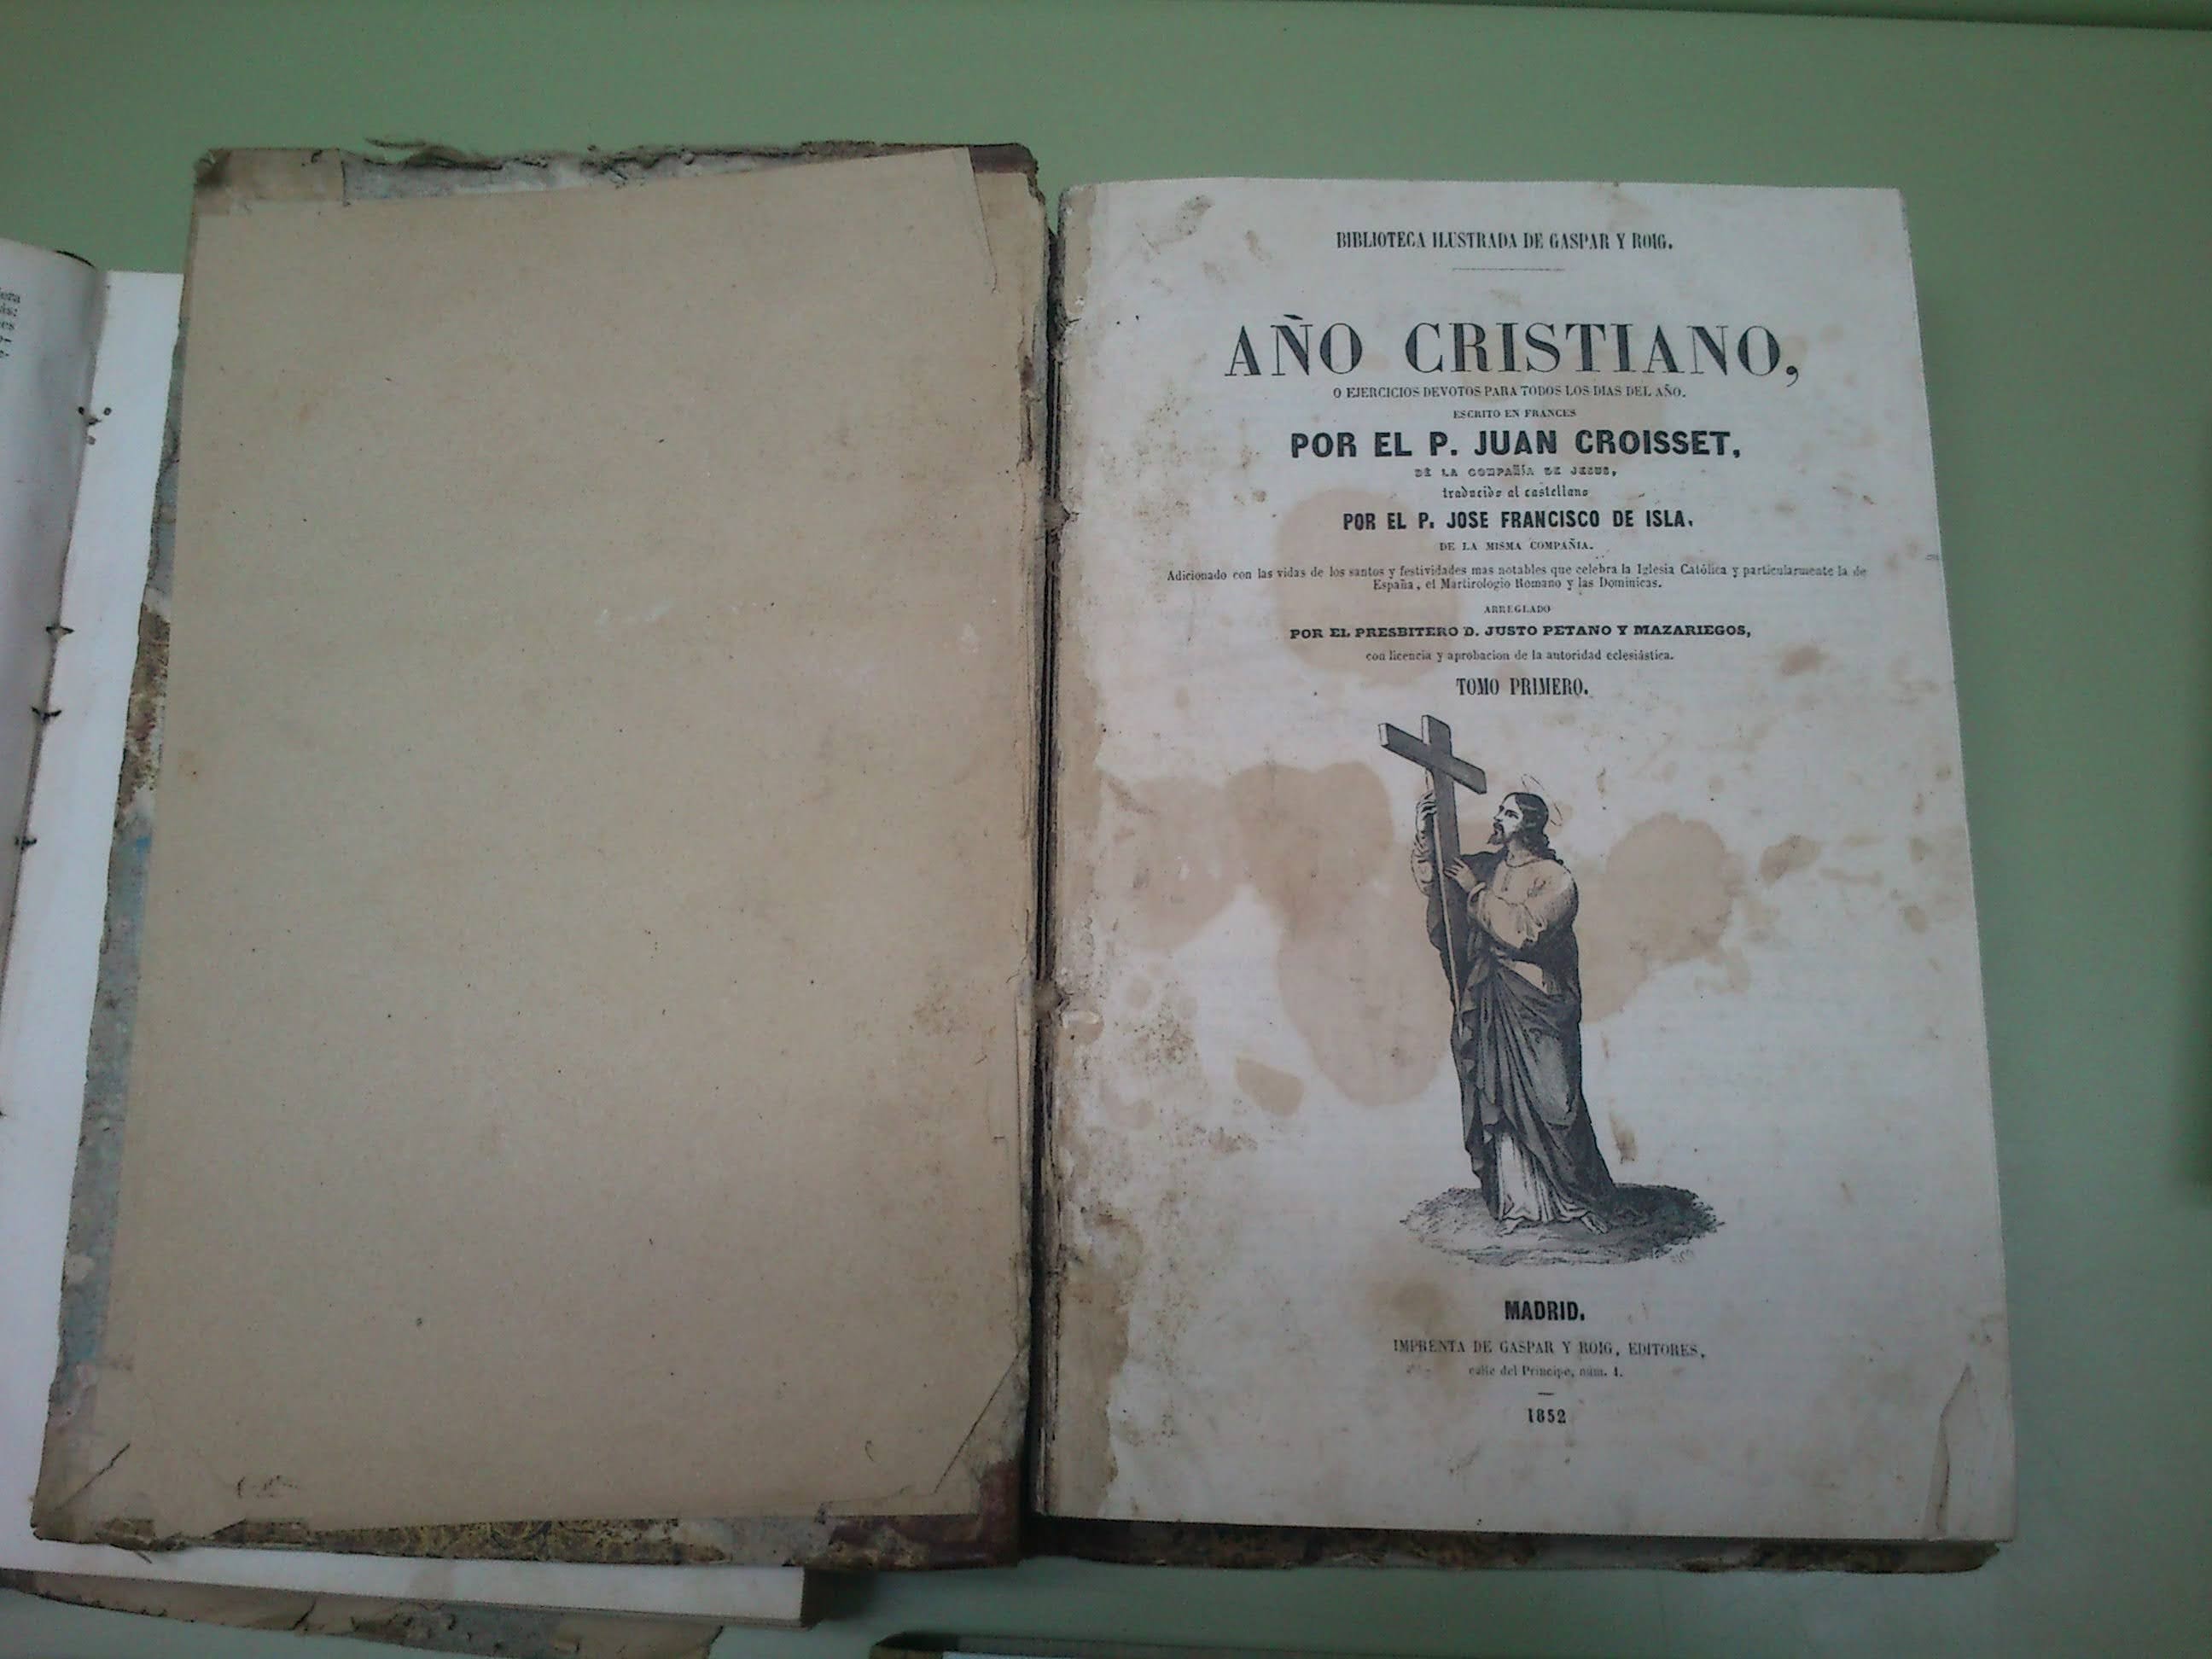 era
BIBLIOTECA ILUSTRADA DE GASPAR Y ROIG.
AÑO CRISTIANO,
O EJERCICIOS DEVOTOS PARA TODOS LOS DIAS DEL AÑO.
ESCRITO EN FRANCES
POR EL P. JUAN CROISSET,
DE LA COMPAÑÍA DE JESUS,
traducido al castellano
POR EL P. JOSE FRANCISCO DE ISLA,
DE LA MISMA COMPAÑIA.
Adicionado con las vidas de los santos y festividades mas notables que celebra la Iglesia Católica y particularmente la de
España, el Martirologio Romano y las Dominicas.
ARREGLADO
POR EL PRESBITERO D. JUSTO PETANO Y MAZARIEGOS,
con licencia y aprobacion de la autoridad eclesiástica.
TOMO PRIMERO.
MADRID.
IMPRENTA DE GASPAR Y ROIG, EDITORES,
calle del Principe, núm. 4.
1852